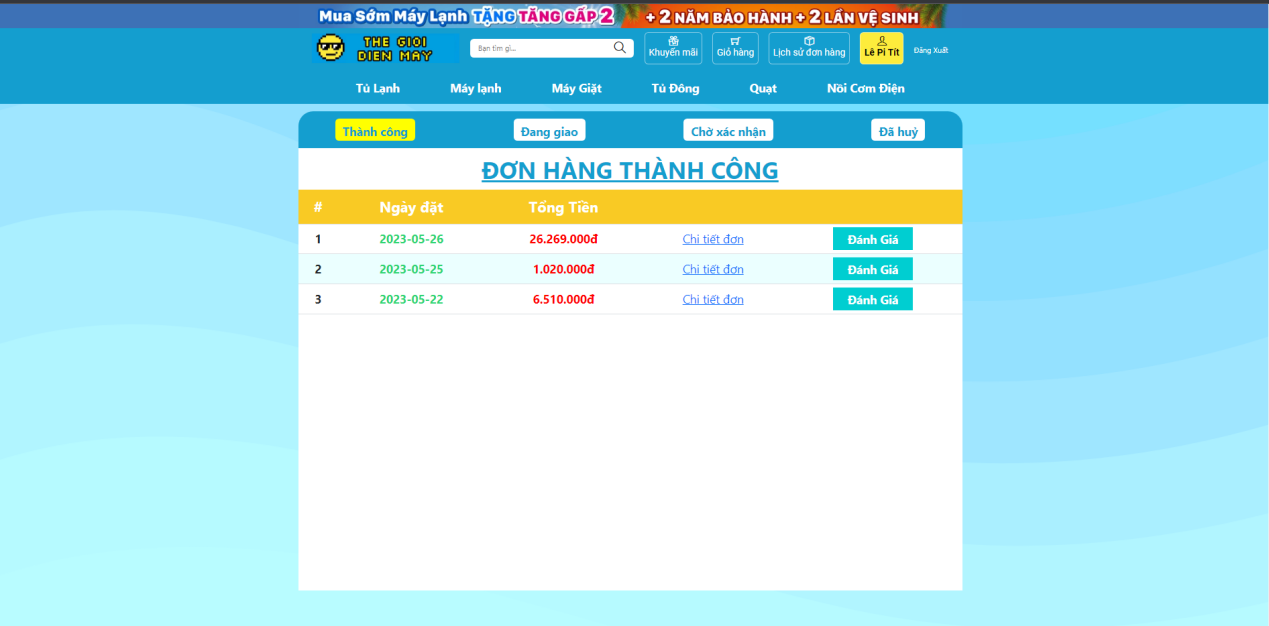 Mua Sớm Máy Lạnh TẶNG TĂNG GẤP 2 + 2 NĂM BẢO HÀNH + 2 LẦN VỆ SINH
THE GIOI
DIEN MAY
Bạn tìm gì...
Khuyến mãi
Giỏ hàng
Lịch sử đơn hàng
Lê Pi Tít
Đăng Xuất
Tủ Lạnh Máy lạnh Máy Giặt Tủ Đông Quạt Nồi Cơm Điện
Thành công Đang giao Chờ xác nhận Đã huỷ
ĐƠN HÀNG THÀNH CÔNG
# Ngày đặt Tổng Tiền
1 2023-05-26 26.269.000đ Chi tiết đơn Đánh Giá
2 2023-05-25 1.020.000đ Chi tiết đơn Đánh Giá
3 2023-05-22 6.510.000đ Chi tiết đơn Đánh Giá